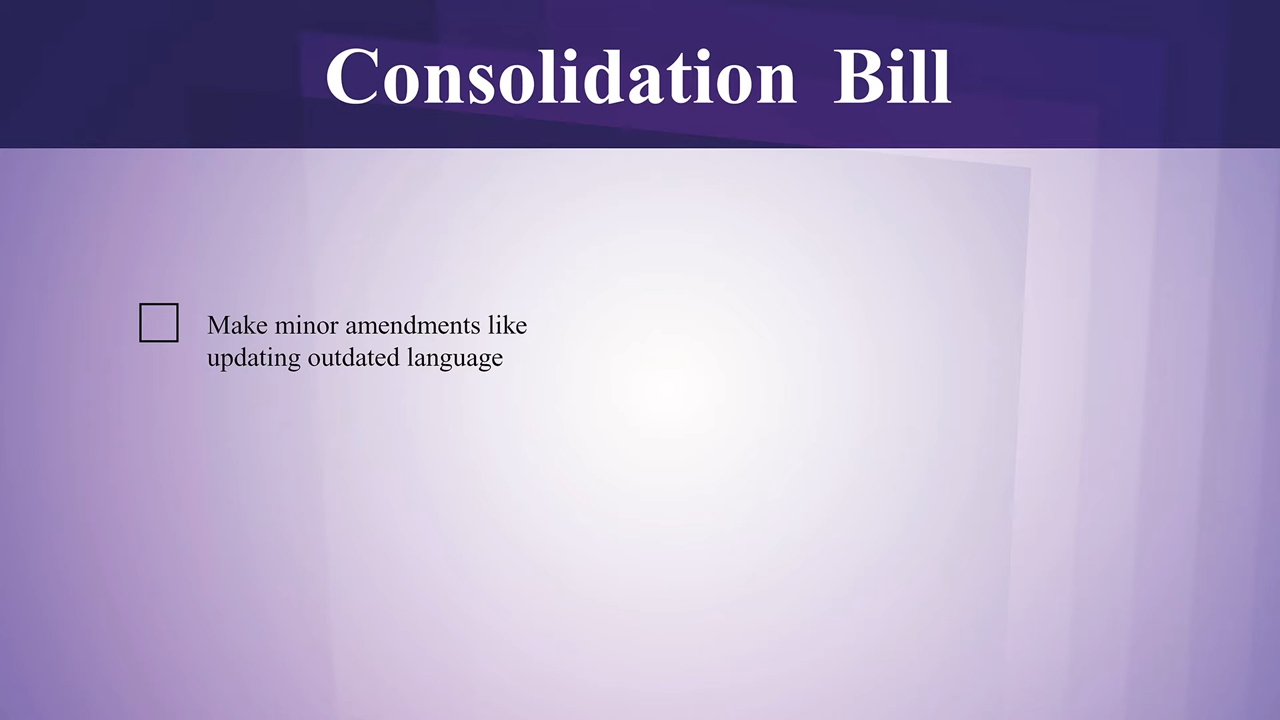 Consolidation Bill
Make minor amendments like
updating outdated language